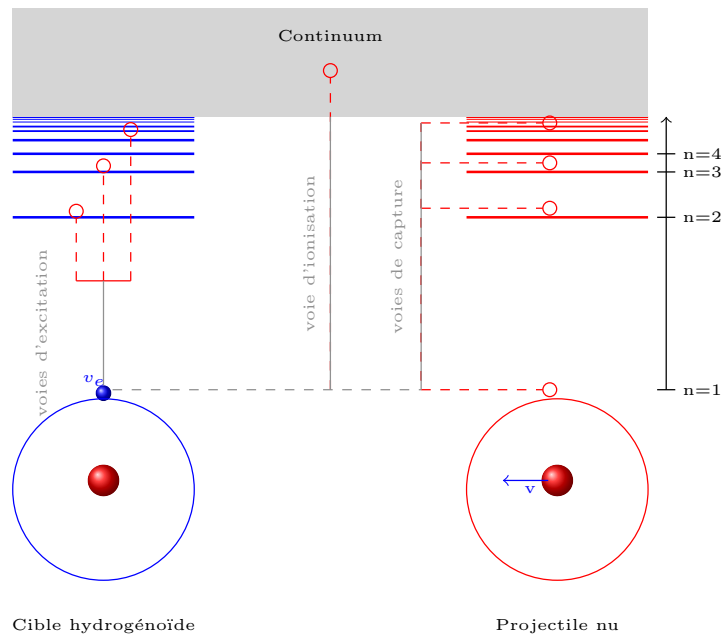 Continuum
n=4
n=3
n=2
n=1
voies d'excitation
voie d'ionisation
voies de capture
v_e
v
Cible hydrogénoïde
Projectile nu